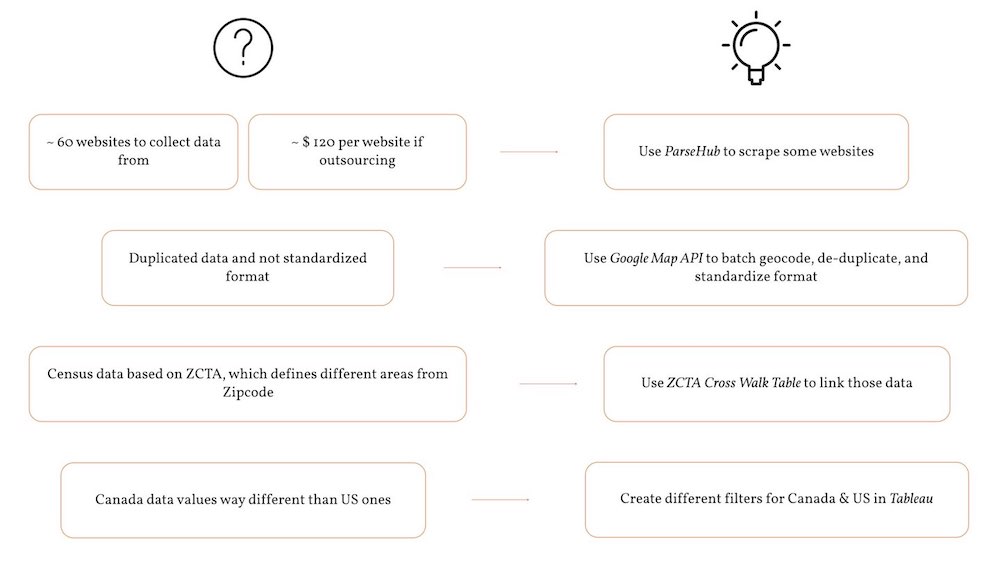 ?
~ 60 websites to collect data
from
~ $ 120 per website if
outsourcing
Use ParseHub to scrape some websites
Duplicated data and not standardized
format
Use Google Map API to batch geocode, de-duplicate, and
standardize format
Census data based on ZCTA, which defines different areas from
Zipcode
Use ZCTA Cross Walk Table to link those data
Canada data values way different than US ones
Create different filters for Canada & US in Tableau